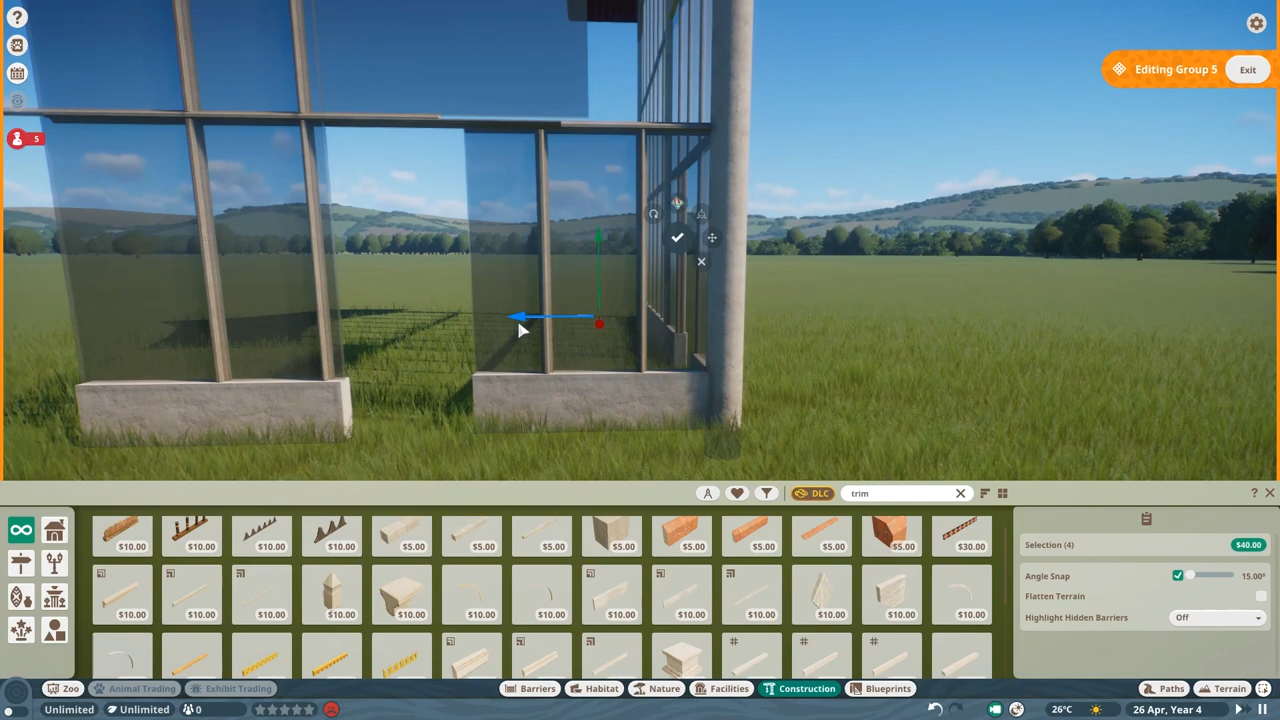 ?
Editing Group 5
Exit
5
DLC
trim
?
$10.00 $10.00 $10.00 $10.00 $5.00 $5.00 $5.00 $5.00 $5.00 $5.00 $5.00 $5.00 $30.00
$10.00 $10.00 $10.00 $10.00 $10.00 $10.00 $10.00 $10.00 $10.00 $10.00 $10.00 $10.00 $10.00
Selection (4) $40.00
Angle Snap 15.00°
Flatten Terrain
Highlight Hidden Barriers Off
Zoo Animal Trading Exhibit Trading Barriers Habitat Nature Facilities Construction Blueprints Paths Terrain
Unlimited Unlimited 0 26°C 26 Apr, Year 4